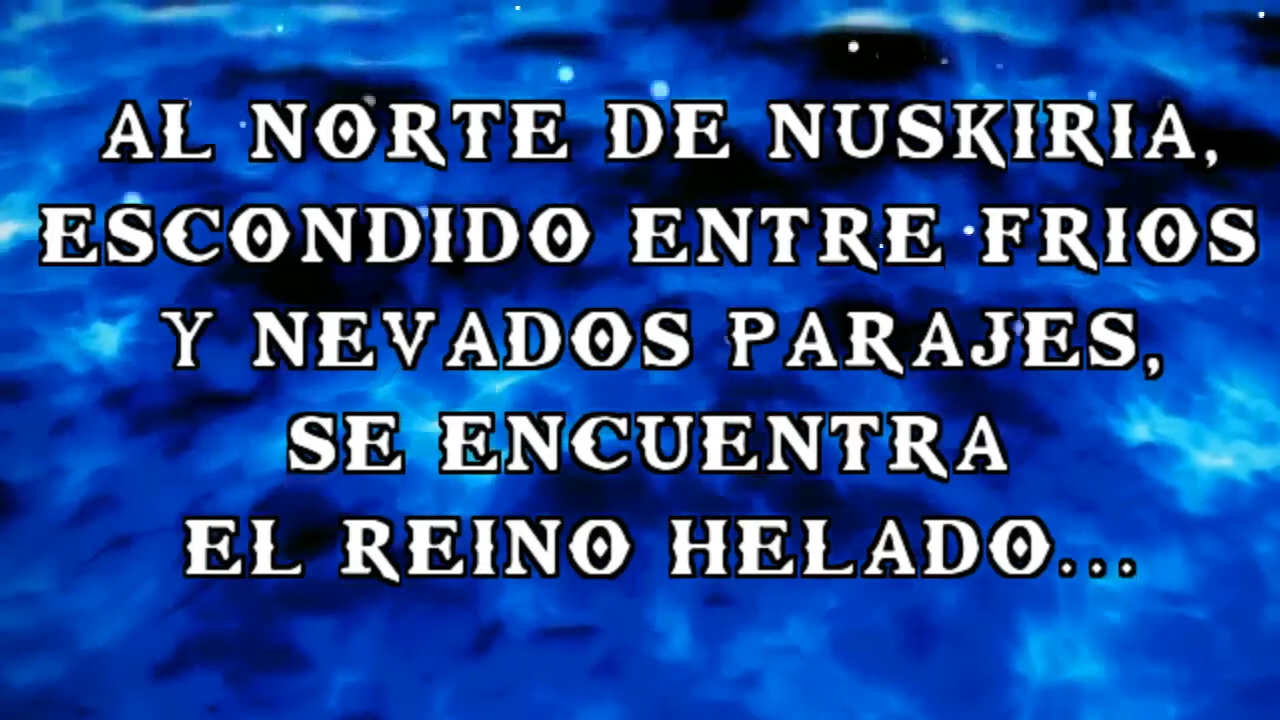 AL NORTE DE NUSKIRIA,
ESCONDIDO ENTRE FRIOS
Y NEVADOS PARAJES,
SE ENCUENTRA
EL REINO HELADO...